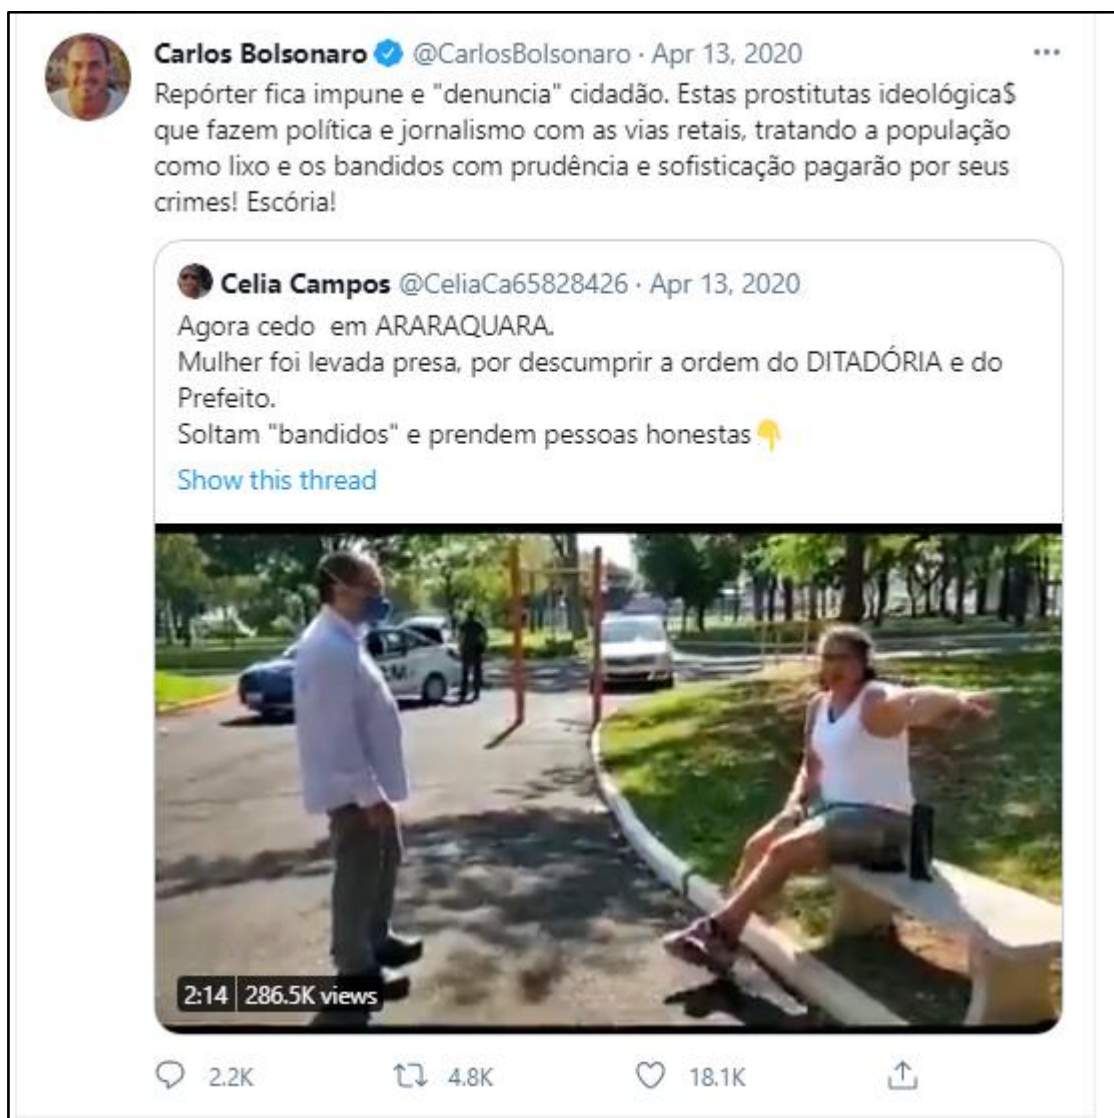 Carlos Bolsonaro @CarlosBolsonaro · Apr 13, 2020
Repórter fica impune e "denuncia" cidadão. Estas prostitutas ideológica$
que fazem política e jornalismo com as vias retais, tratando a população
como lixo e os bandidos com prudência e sofisticação pagarão por seus
crimes! Escória!
Celia Campos @CeliaCa65828426 · Apr 13, 2020
Agora cedo em ARARAQUARA.
Mulher foi levada presa, por descumprir a ordem do DITADÓRIA e do
Prefeito.
Soltam "bandidos" e prendem pessoas honestas👇
Show this thread
2:14 286.5K views
2.2K 4.8K 18.1K